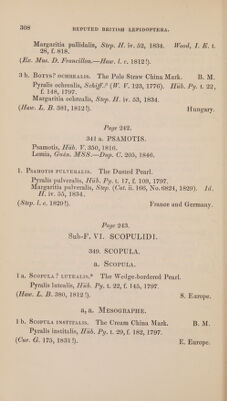 308 REPUTED BRITISH LEPIDOPTERA.
Margaritia pallidalis, Step. H. iv. 52, 1834. Wood, I. E. t.
28, f. 818.
(Ex. Mus. D. Francillon.—Haw. l. c. 1812!).
3 b. BOTYS? OCHREALIS. The Pole Straw China Mark. B. M.
Pyralis ochrealis, Schiff.? (W. V. 123, 1776). Hüb. Py. t. 22,
f. 148, 1797.
Margaritia ochrealis, Step. H. iv. 53, 1834.
(Haw. L. B. 381, 1812!). Hungary.
Page 242.
341 a. PSAMOTIS.
Psamotis, Hüb. V. 350, 1816.
Lemia, Guén. MSS.—Dup. C. 205, 1846.
1. PSAMOTIS PULVERALIS. The Dusted Pearl.
Pyralis pulveralis, Hüb. Py. t. 17, f. 109, 1797.
Margaritia pulveralis, Step. (Cat. ii. 166, No. 6824, 1829). Id.
H. iv. 55, 1834.
(Step. l. c. 1829!). France and Germany.
Page 243.
Sub-F. VI. SCOPULIDI.
349. SCOPULA.
a. SCOPULA.
1 a. SCOPULA? LUTEALIS.* The Wedge-bordered Pearl.
Pyralis lutealis, Hüb. Py. t. 22, f. 145, 1797.
(Haw. L. B. 380, 1812!). S. Europe.
a, a. MESOGRAPHE.
1 b. SCOPULA INSTITALIS. The Cream China Mark. B. M.
Pyralis institalis, Hüb. Py. t. 29, f. 182, 1797.
(Cur. G. 175, 1831!). E. Europe.